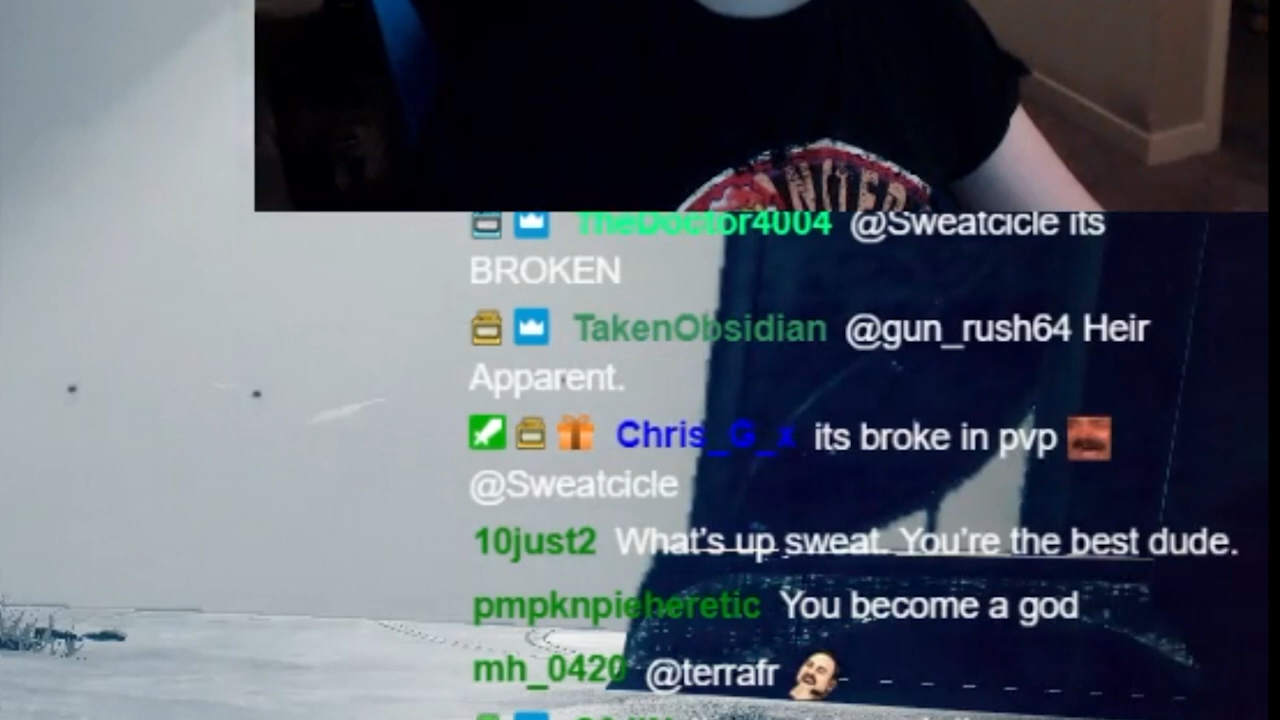 TheDoctor4004 @Sweatcicle its
BROKEN
TakenObsidian @gun_rush64 Heir
Apparent.
Chris_G_x its broke in pvp
@Sweatcicle
10just2 What's up sweat. You're the best dude.
pmpknpieheretic You become a god
mh_0420 @terrafr